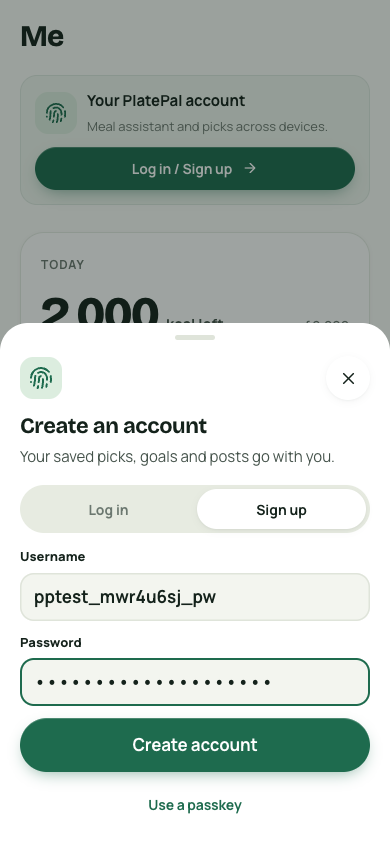 Me
Your PlatePal account
Meal assistant and picks across devices.
Log in / Sign up
TODAY
2 000 kcal left
Create an account
Your saved picks, goals and posts go with you.
Log in
Sign up
Username
pptest_mwr4u6sj_pw
Password
Create account
Use a passkey